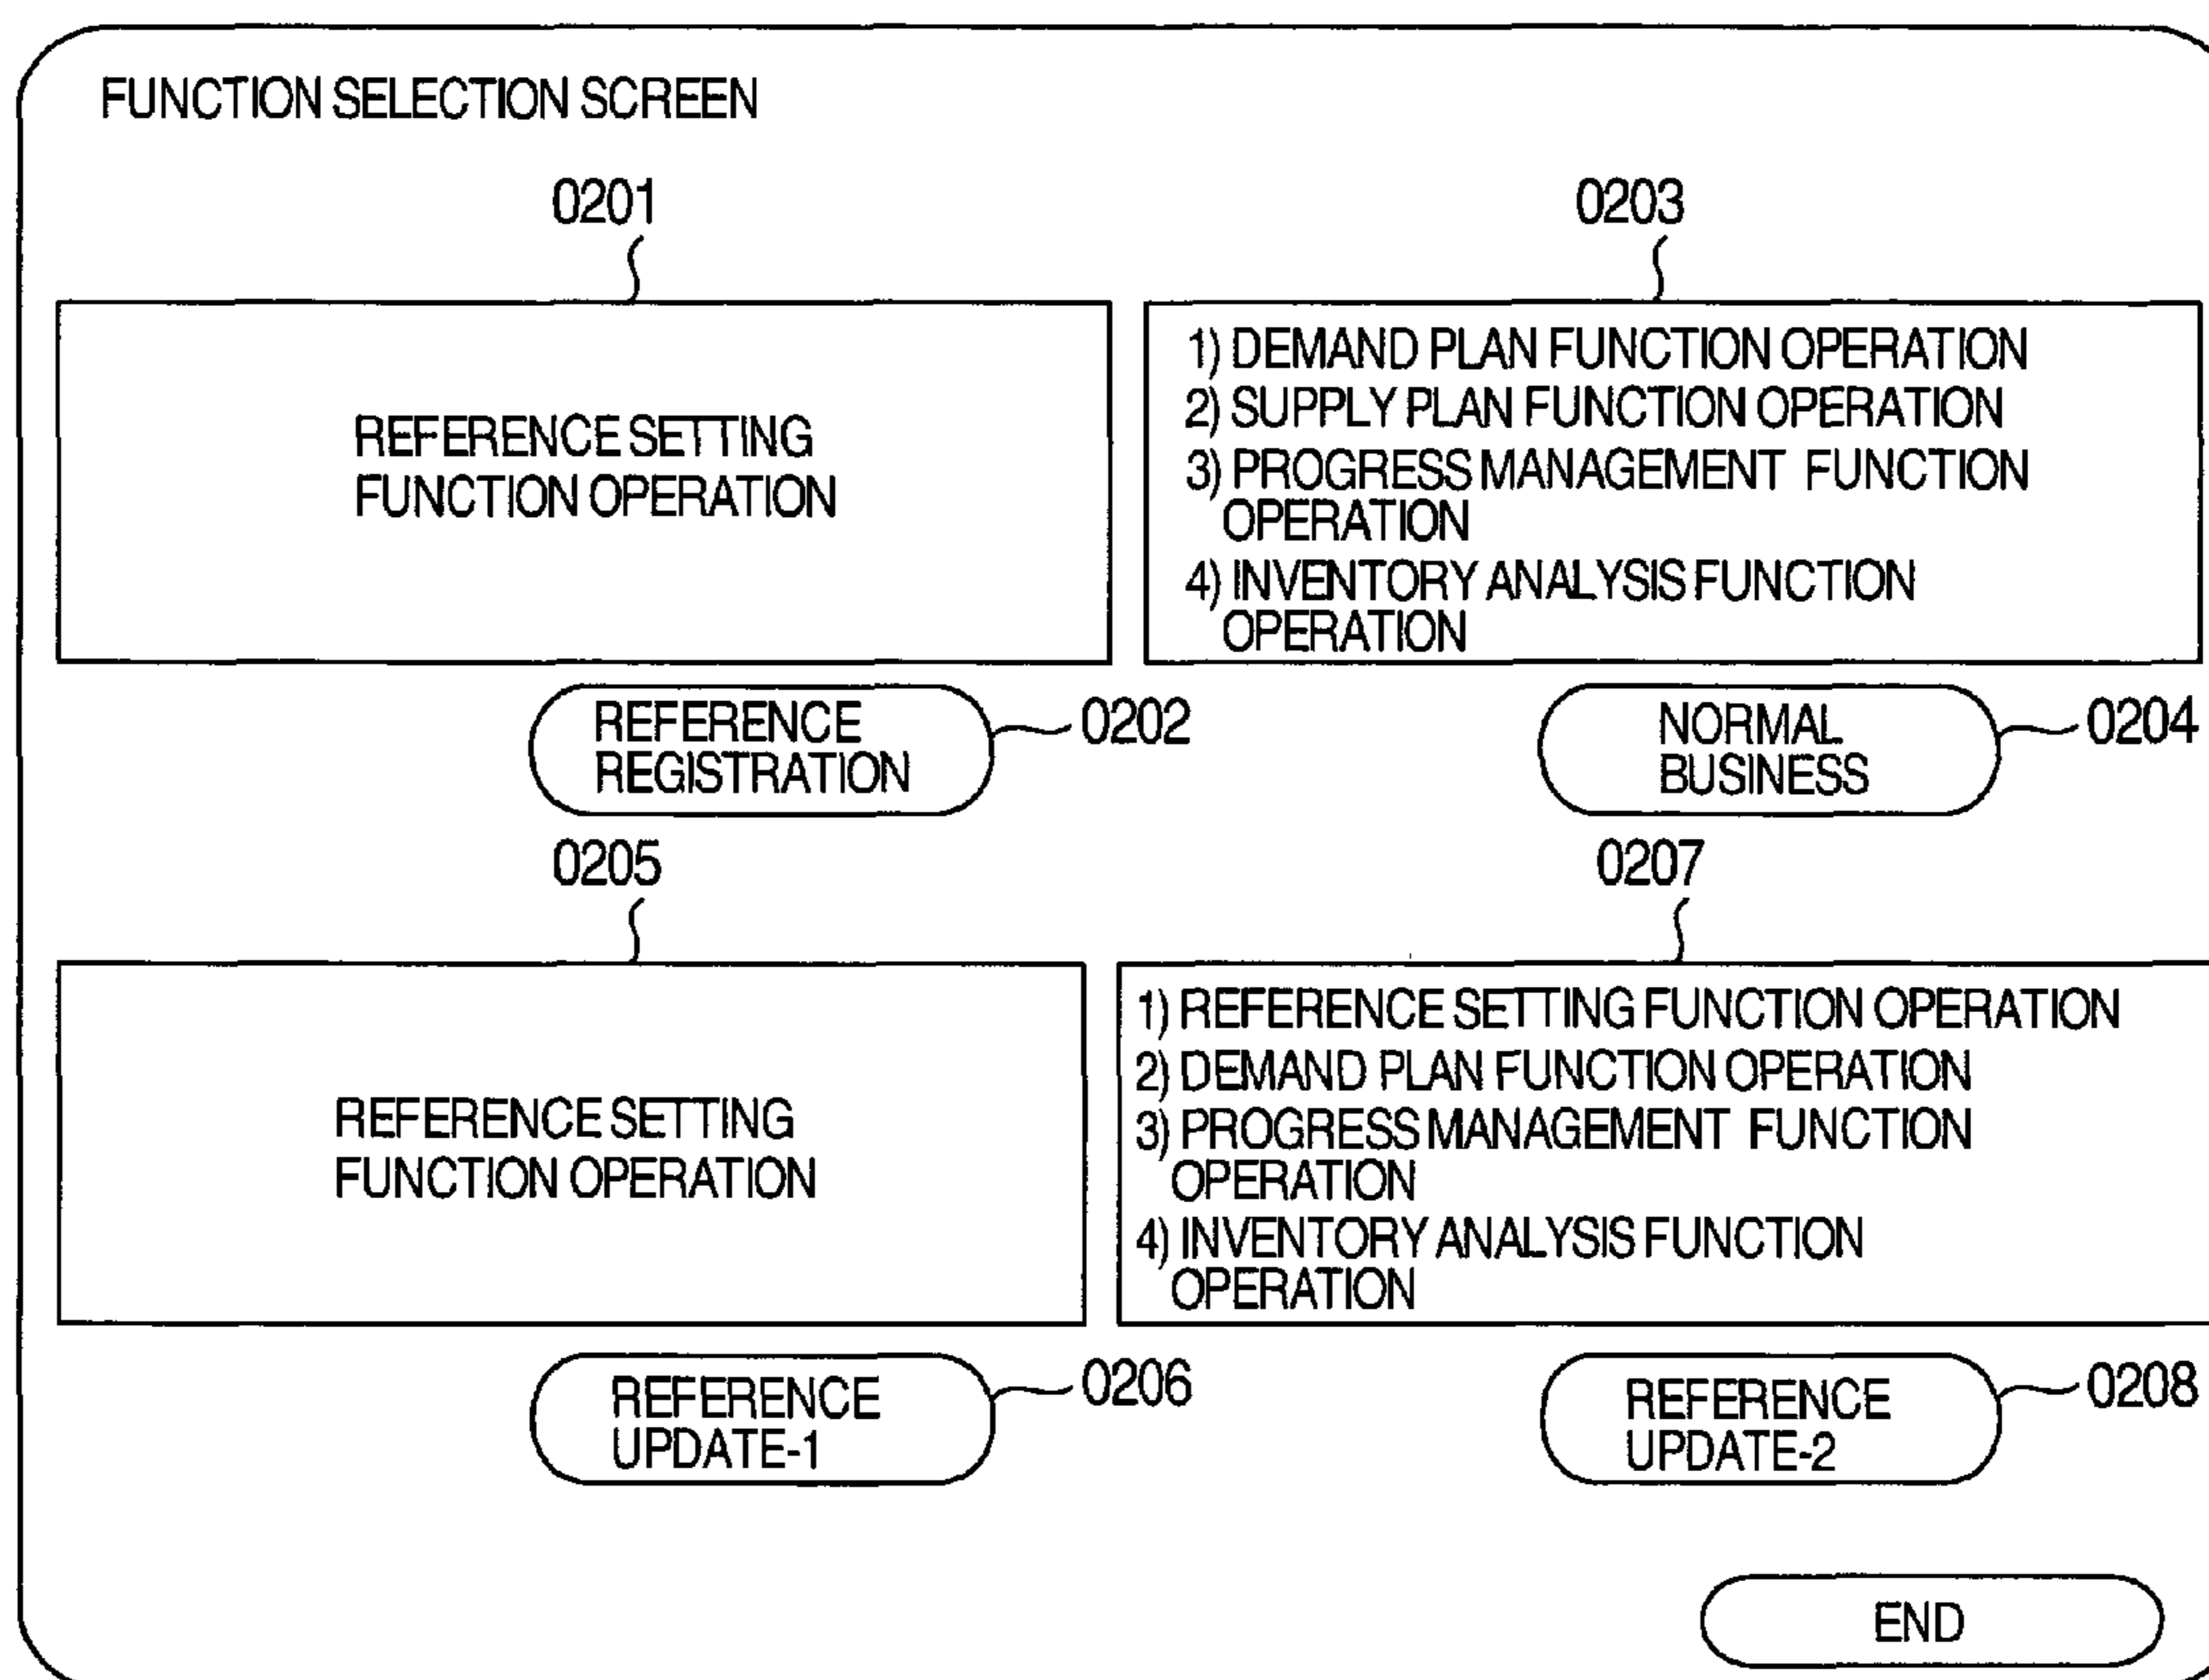 FUNCTION SELECTION SCREEN
0201
0203
REFERENCE SETTING
FUNCTION OPERATION
1) DEMAND PLAN FUNCTION OPERATION
2) SUPPLY PLAN FUNCTION OPERATION
3) PROGRESS MANAGEMENT FUNCTION
OPERATION
4) INVENTORY ANALYSIS FUNCTION
OPERATION
REFERENCE
REGISTRATION
0202
NORMAL
BUSINESS
0204
0205
0207
REFERENCE SETTING
FUNCTION OPERATION
1) REFERENCE SETTING FUNCTION OPERATION
2) DEMAND PLAN FUNCTION OPERATION
3) PROGRESS MANAGEMENT FUNCTION
OPERATION
4) INVENTORY ANALYSIS FUNCTION
OPERATION
REFERENCE
UPDATE-1
0206
REFERENCE
UPDATE-2
0208
END